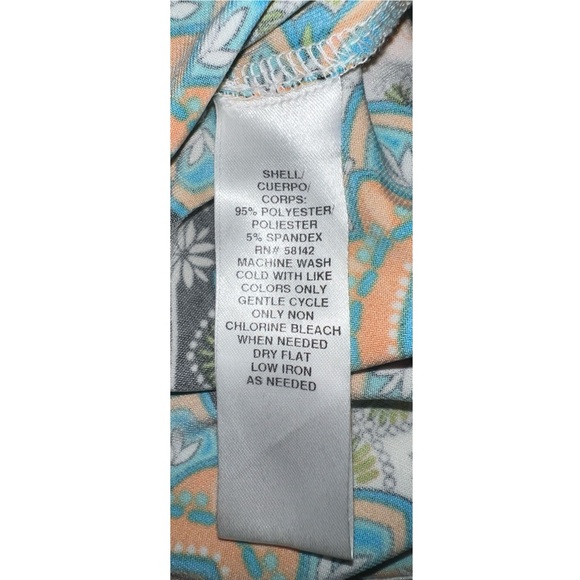 SHELL/
CUERPO/
CORPS:
95% POLYESTER/
POLIESTER
5% SPANDEX
RN# 58142
MACHINE WASH
COLD WITH LIKE
COLORS ONLY
GENTLE CYCLE
ONLY NON
CHLORINE BLEACH
WHEN NEEDED
DRY FLAT
LOW IRON
AS NEEDED